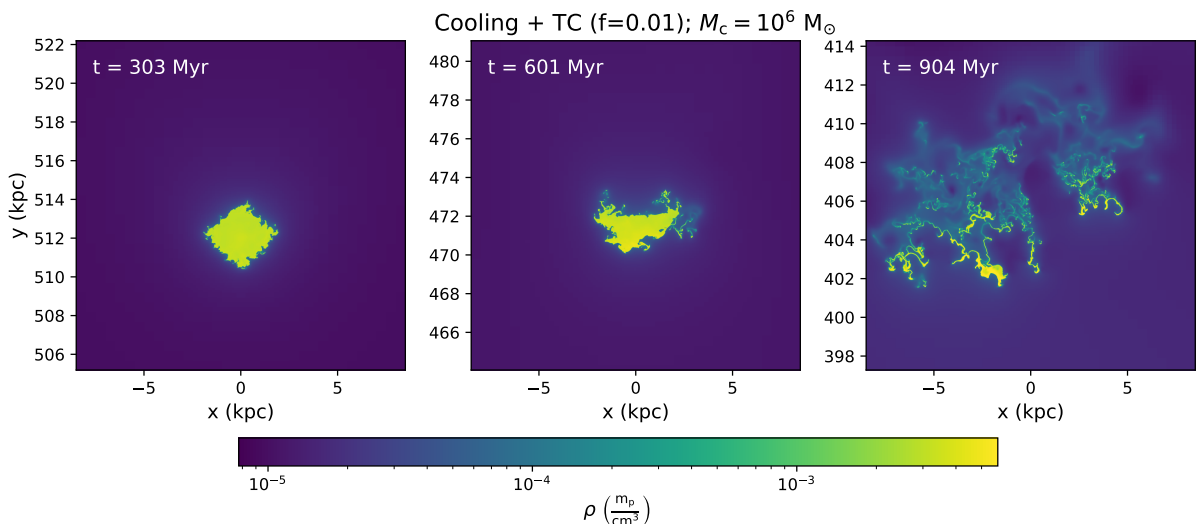 Cooling + TC (f=0.01); M_c = 10^6 M_⊙
t = 303 Myr
t = 601 Myr
t = 904 Myr
y (kpc)
522
520
518
516
514
512
510
508
506
480
478
476
474
472
470
468
466
414
412
410
408
406
404
402
400
398
−5 0 5
−5 0 5
−5 0 5
x (kpc)
x (kpc)
x (kpc)
10^−5 10^−4 10^−3
ρ (m_p/cm^3)